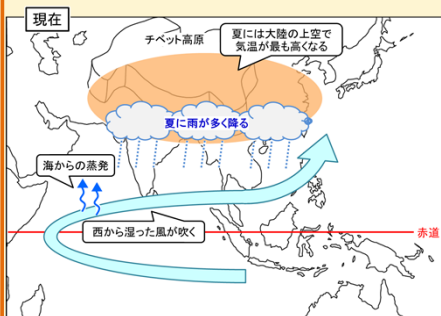 現在
チベット高原
夏には大陸の上空で
気温が最も高くなる
夏に雨が多く降る
海からの蒸発
西から湿った風が吹く
赤道